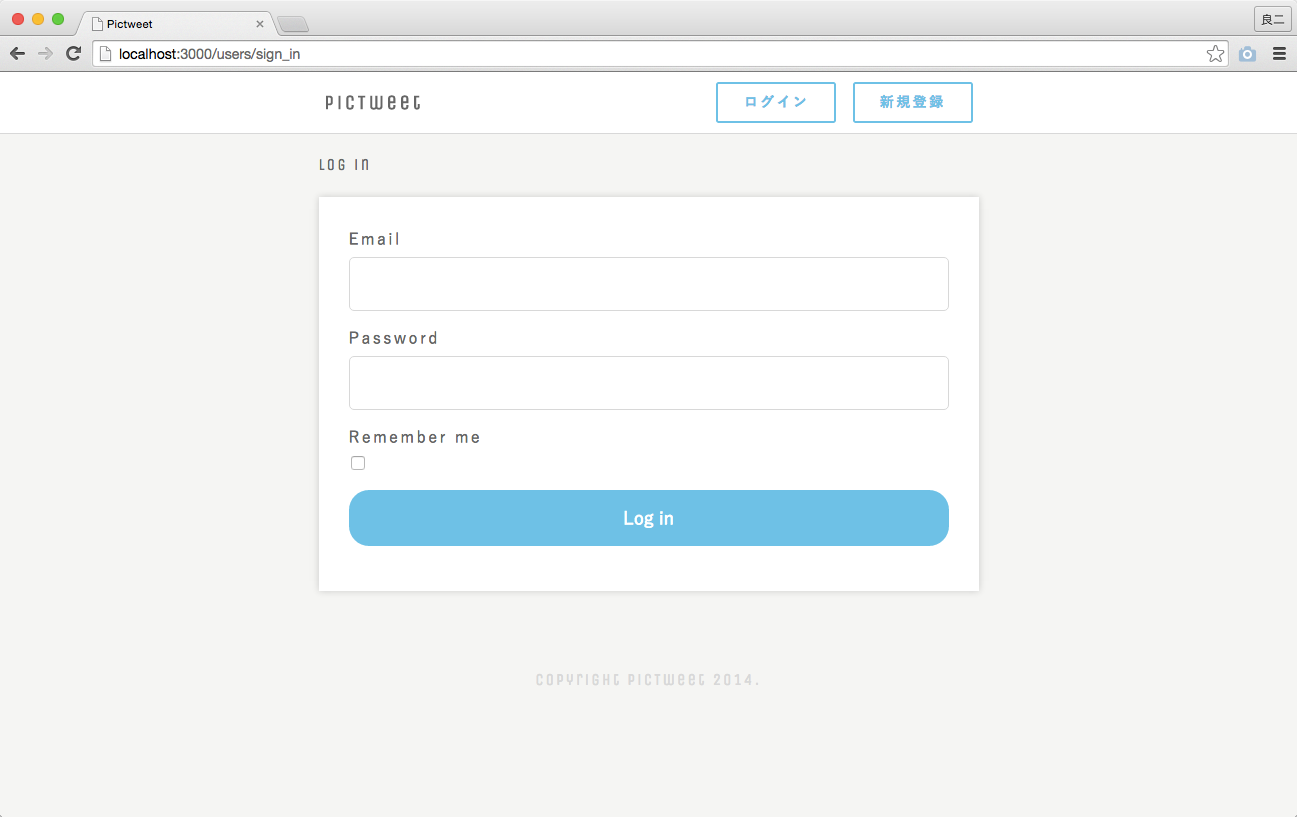 Pictweet
良二
localhost:3000/users/sign_in
PICTWEET
ログイン
新規登録
LOG IN
Email
Password
Remember me
Log in
COPYRIGHT PICTWEET 2014.